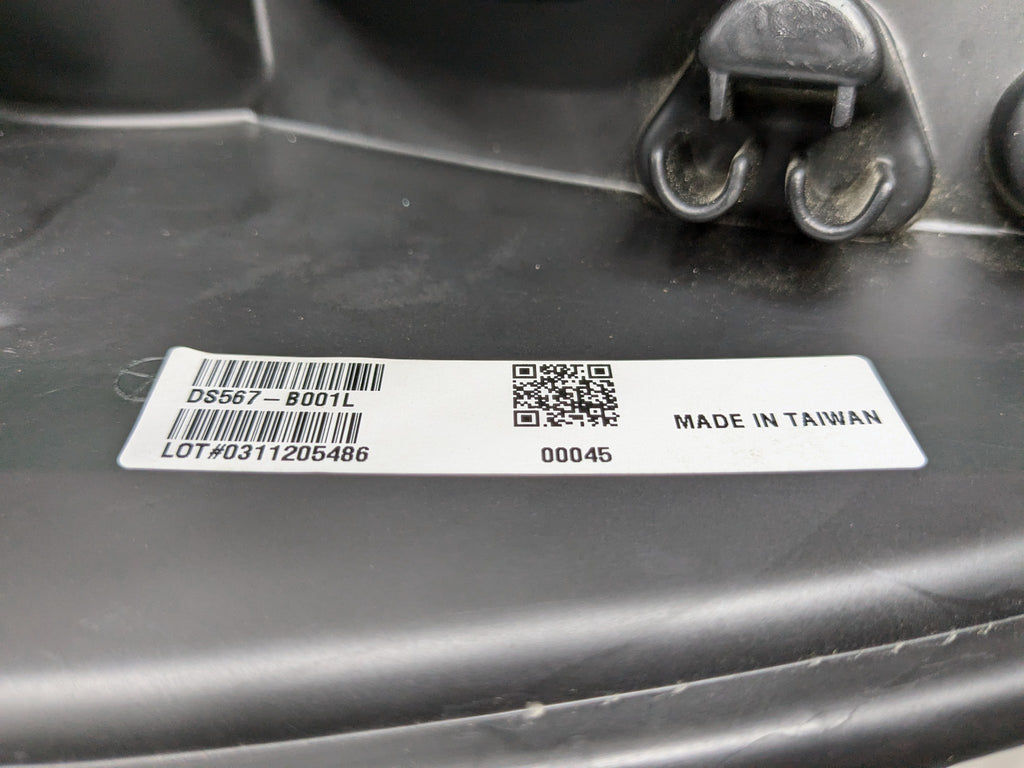 DS567-B001L
LOT#0311205486
00045
MADE IN TAIWAN